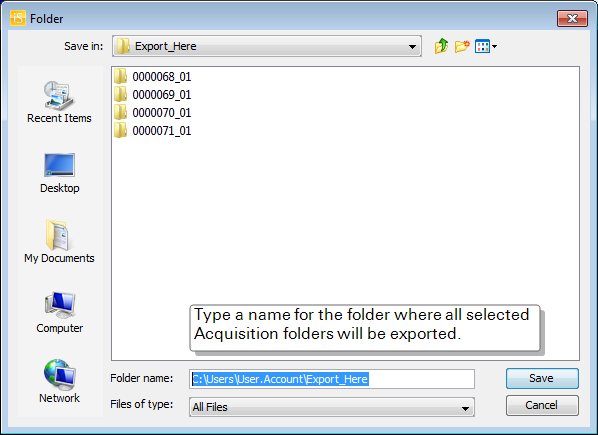 iS Folder
Save in: Export_Here
0000068_01
0000069_01
0000070_01
0000071_01
Recent Items
Desktop
My Documents
Computer
Network
Type a name for the folder where all selected
Acquisition folders will be exported.
Folder name: C:\Users\User.Account\Export_Here Save
Files of type: All Files Cancel